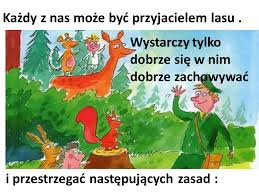 Każdy z nas może być przyjacielem lasu .
Wystarczy tylko
dobrze się w nim
dobrze zachowywać
i przestrzegać następujących zasad :